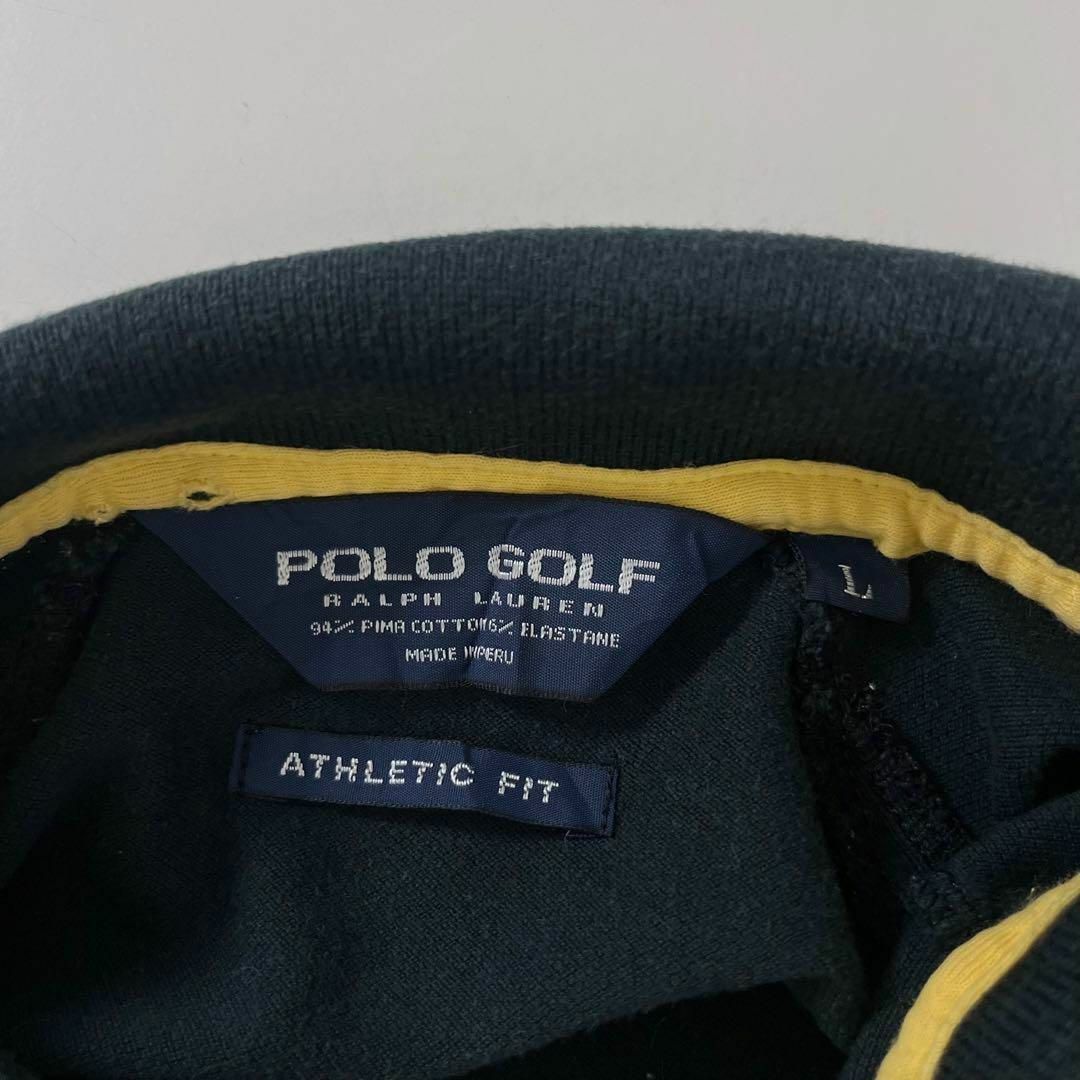 POLO GOLF
RALPH LAUREN
94% PIMA COTTON 6% ELASTANE
MADE IN PERU
L
ATHLETIC FIT